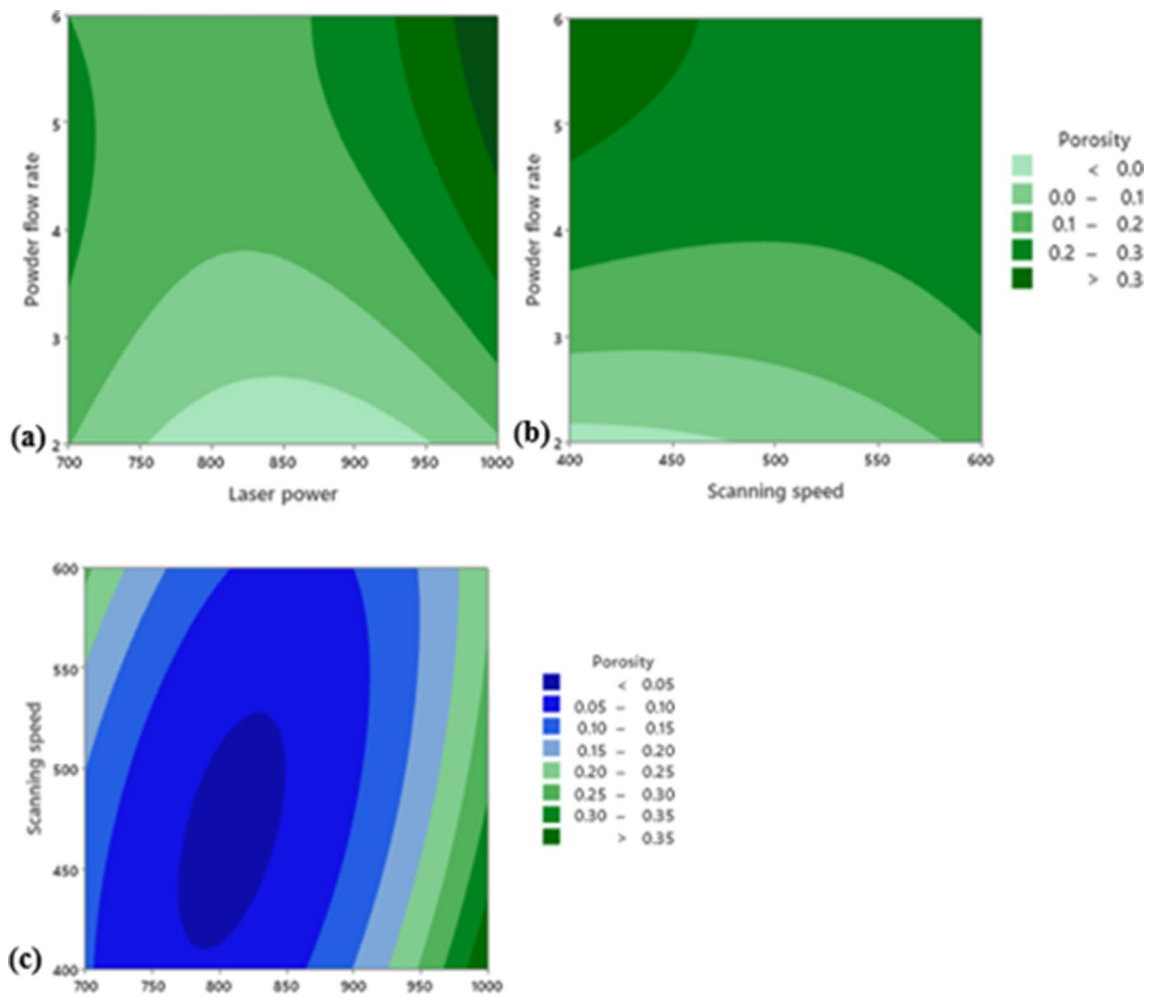 6
5
4
3
2
Powder flow rate
700 750 800 850 900 950 1000
Laser power
(a)
6
5
4
3
2
Powder flow rate
400 450 500 550 600
Scanning speed
(b)
Porosity
< 0.0
0.0 – 0.1
0.1 – 0.2
0.2 – 0.3
> 0.3
600
550
500
450
400
Scanning speed
700 750 800 850 900 950 1000
(c)
Porosity
< 0.05
0.05 – 0.10
0.10 – 0.15
0.15 – 0.20
0.20 – 0.25
0.25 – 0.30
0.30 – 0.35
> 0.35